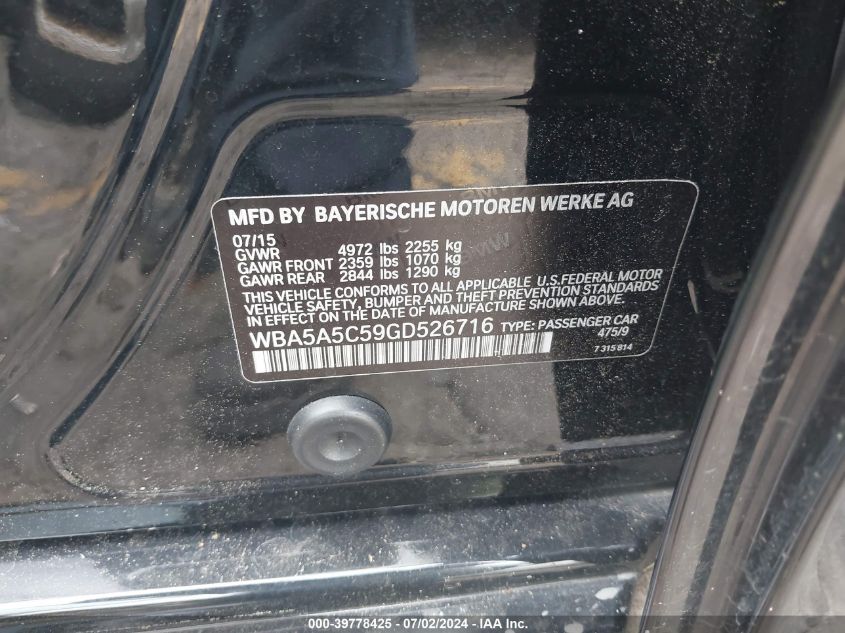 MFD BY BAYERISCHE MOTOREN WERKE AG
07/15
GVWR 4972 lbs 2255 kg
GAWR FRONT 2359 lbs 1070 kg
GAWR REAR 2844 lbs 1290 kg
THIS VEHICLE CONFORMS TO ALL APPLICABLE U.S.FEDERAL MOTOR
VEHICLE SAFETY, BUMPER AND THEFT PREVENTION STANDARDS
IN EFFECT ON THE DATE OF MANUFACTURE SHOWN ABOVE.
WBA5A5C59GD526716 TYPE: PASSENGER CAR
475/9
7 315 814
000-39778425 - 07/02/2024 - IAAI.COM